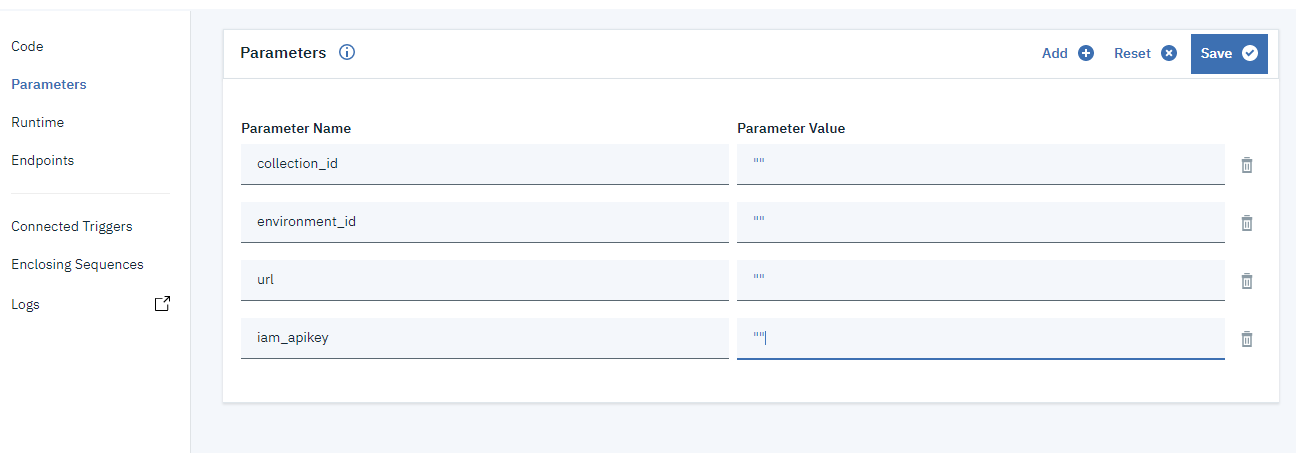 Code
Parameters
Runtime
Endpoints
Connected Triggers
Enclosing Sequences
Logs
Parameters
Add
Reset
Save
Parameter Name Parameter Value
collection_id ""
environment_id ""
url ""
iam_apikey ""